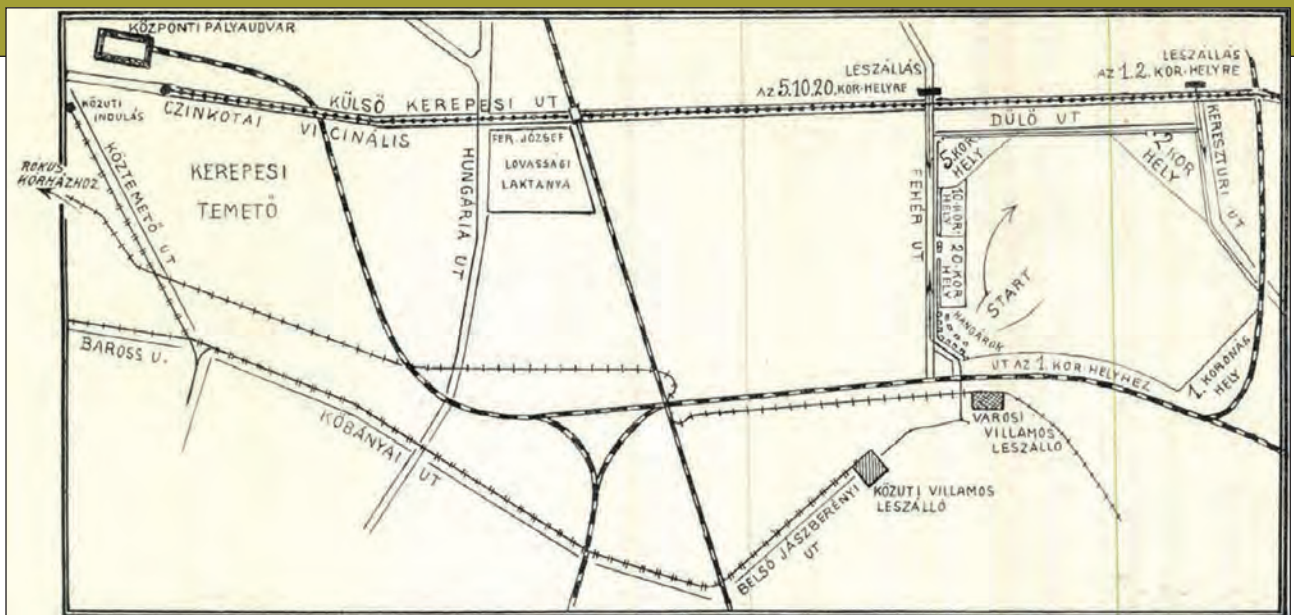 KÖZPONTI PÁLYAUDVAR
KÖZUTI
INDULÁS
CZINKOTAI
VICINÁLIS
KÜLSŐ KEREPESI UT
LESZÁLLÁS
AZ 5.10.20. KOR-HELYRE
LESZÁLLÁS
AZ 1.2. KOR-HELYRE
DÜLŐ UT
KERESZTURI UT
FER. JÓZSEF
LOVASSÁGI
LAKTANYA
HUNGÁRIA UT
KEREPESI
TEMETŐ
RÓKUS
KÓRHÁZHOZ
KÖZTEMETŐ UT
FEHÉR UT
5. KOR
HELY
2 KOR
HELY
10. KOR.
HELY
20. KOR
HELY
B
START
HANGÁROK
UT AZ 1. KOR-HELYHEZ
1. KORONÁS
HELY
BAROSS U.
KŐBÁNYAI UT
VÁROSI
VILLAMOS
LESZÁLLÓ
KÖZUTI VILLAMOS
LESZÁLLÓ
BELSŐ JÁSZBERÉNYI
UT